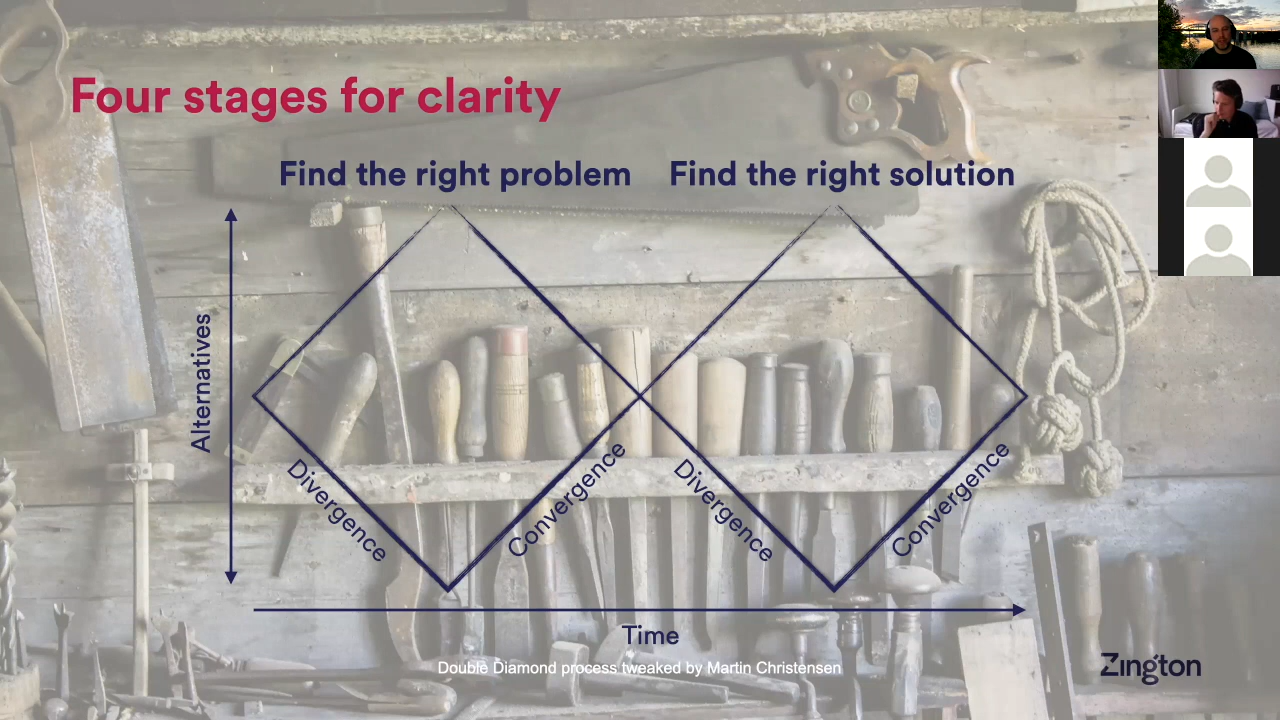 Four stages for clarity
Find the right problem
Find the right solution
Alternatives
Divergence
Convergence
Divergence
Convergence
Time
Double Diamond process tweaked by Martin Christensen
Zington